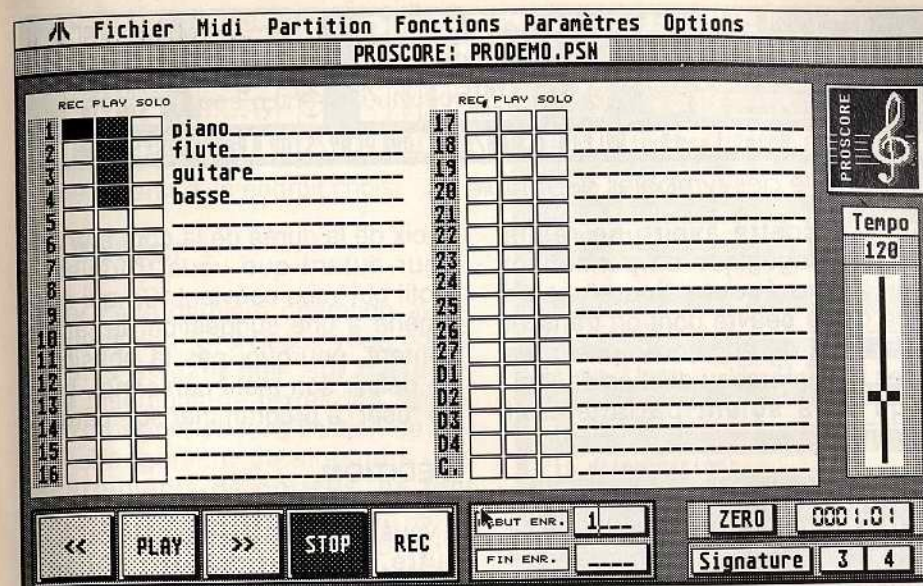 Fichier Midi Partition Fonctions Paramètres Options
PROSCORE: PRODEMO.PSN
REC PLAY SOLO
1 piano
2 flute
3 guitare
4 basse
5
6
7
8
9
10
11
12
13
14
15
16
REC PLAY SOLO
17
18
19
20
21
22
23
24
25
26
27
D1
D2
D3
D4
C.
PROSCORE
Tempo
120
<< PLAY >> STOP REC
BUT ENR. 1___
FIN ENR. ____
ZERO 0001.01
Signature 3 4